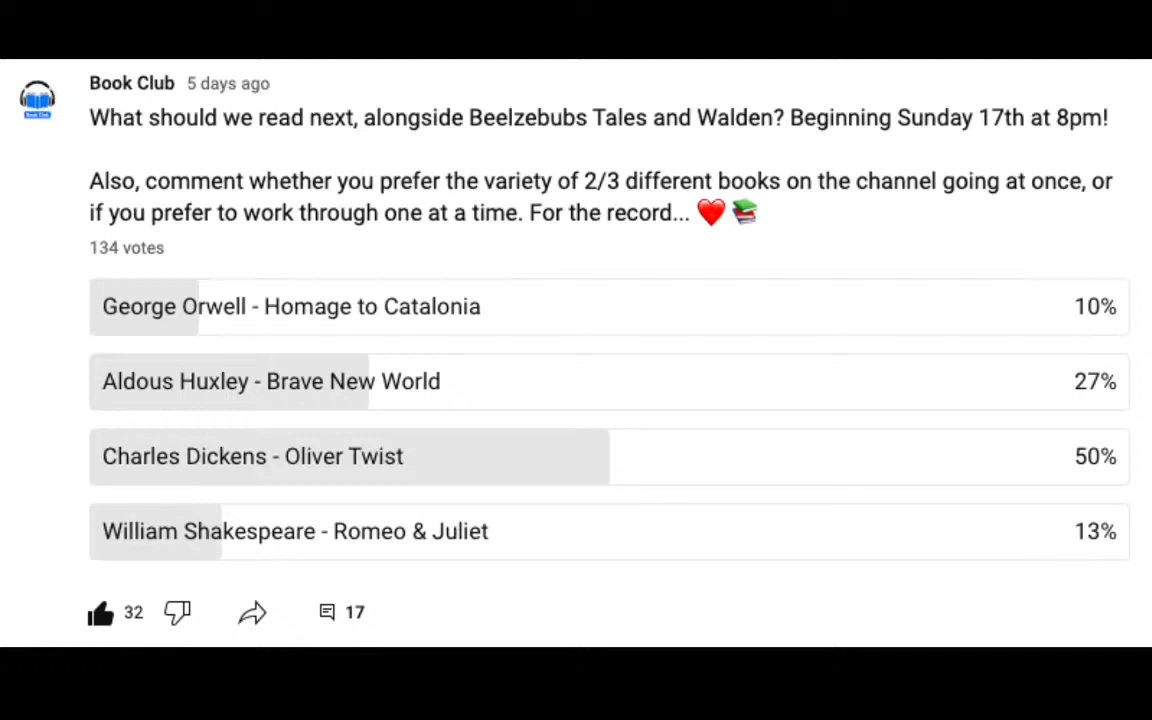 Book Club 5 days ago
What should we read next, alongside Beelzebubs Tales and Walden? Beginning Sunday 17th at 8pm!
Also, comment whether you prefer the variety of 2/3 different books on the channel going at once, or
if you prefer to work through one at a time. For the record... ❤️ 📚
134 votes
George Orwell - Homage to Catalonia 10%
Aldous Huxley - Brave New World 27%
Charles Dickens - Oliver Twist 50%
William Shakespeare - Romeo & Juliet 13%
32 17
Book Club